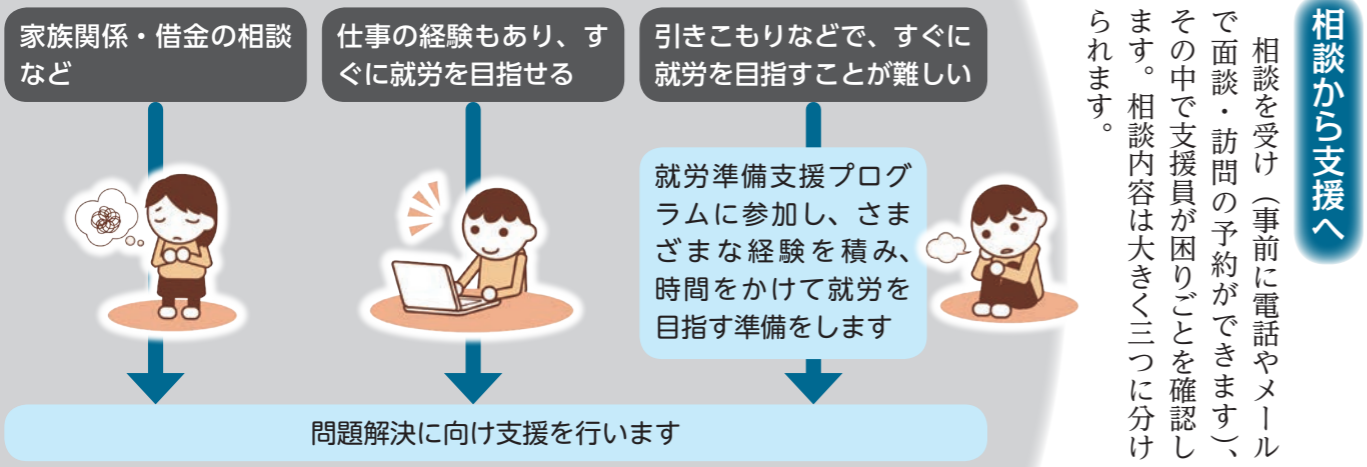 相談から支援へ
相談を受け（事前に電話やメール
で面談・訪問の予約ができます）、
その中で支援員が困りごとを確認し
ます。相談内容は大きく三つに分け
られます。
引きこもりなどで、すぐに
就労を目指すことが難しい
就労準備支援プログ
ラムに参加し、さま
ざまな経験を積み、
時間をかけて就労を
目指す準備をします
仕事の経験もあり、す
ぐに就労を目指せる
家族関係・借金の相談
など
問題解決に向け支援を行います